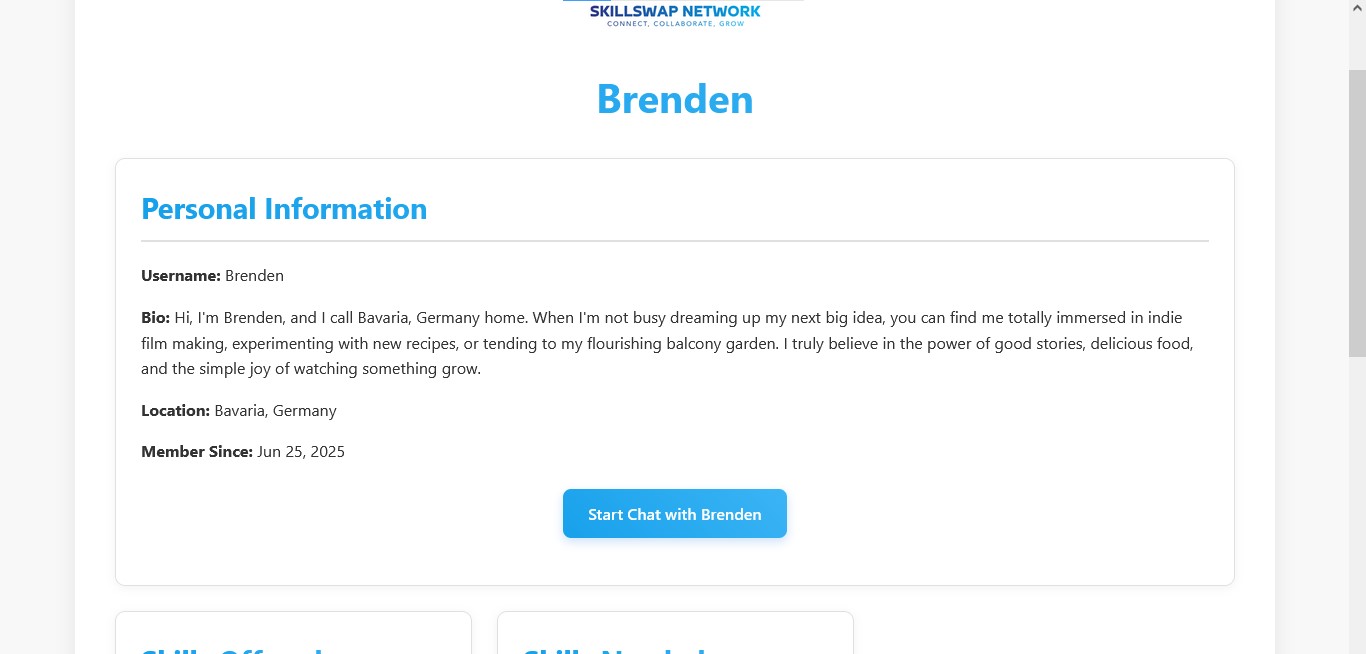 SKILLSWAP NETWORK
CONNECT, COLLABORATE, GROW
Brenden
Personal Information
Username: Brenden
Bio: Hi, I'm Brenden, and I call Bavaria, Germany home. When I'm not busy dreaming up my next big idea, you can find me totally immersed in indie
film making, experimenting with new recipes, or tending to my flourishing balcony garden. I truly believe in the power of good stories, delicious food,
and the simple joy of watching something grow.
Location: Bavaria, Germany
Member Since: Jun 25, 2025
Start Chat with Brenden
Skills Offered
Skills Needed